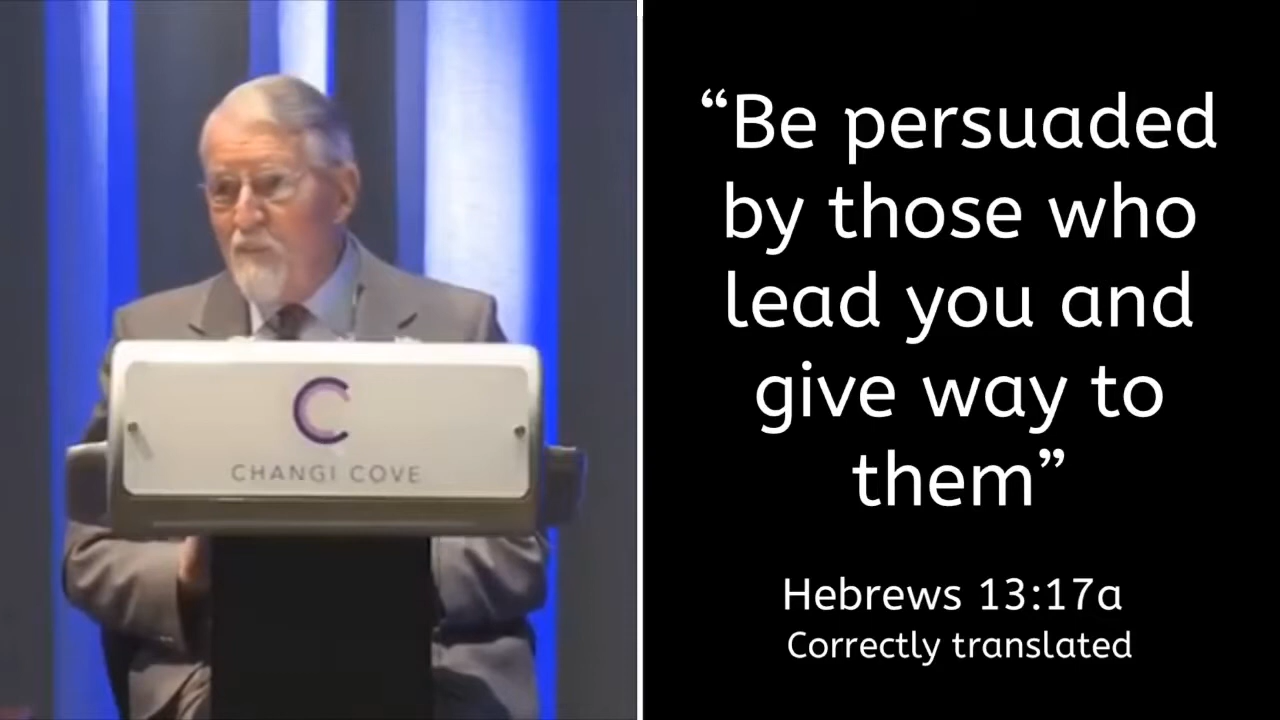 C
CHANGI COVE
“Be persuaded
by those who
lead you and
give way to
them”
Hebrews 13:17a
Correctly translated